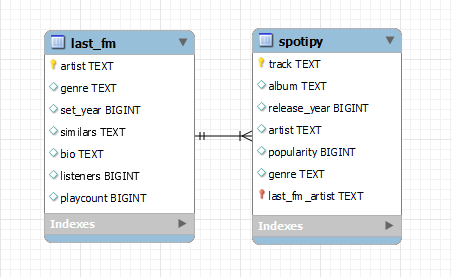 last_fm
artist TEXT
genre TEXT
set_year BIGINT
similars TEXT
bio TEXT
listeners BIGINT
playcount BIGINT
Indexes
spotipy
track TEXT
album TEXT
release_year BIGINT
artist TEXT
popularity BIGINT
genre TEXT
last_fm _artist TEXT
Indexes